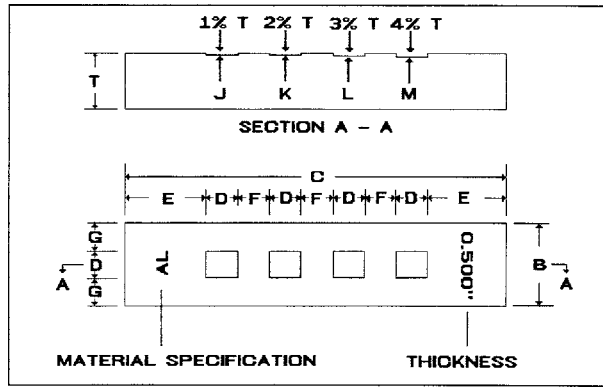 1% T 2% T 3% T 4% T
T
J K L M
SECTION A - A
C
E D F D F D F D E
G
D
G
A
AL
0.500"
B
A
MATERIAL SPECIFICATION THICKNESS